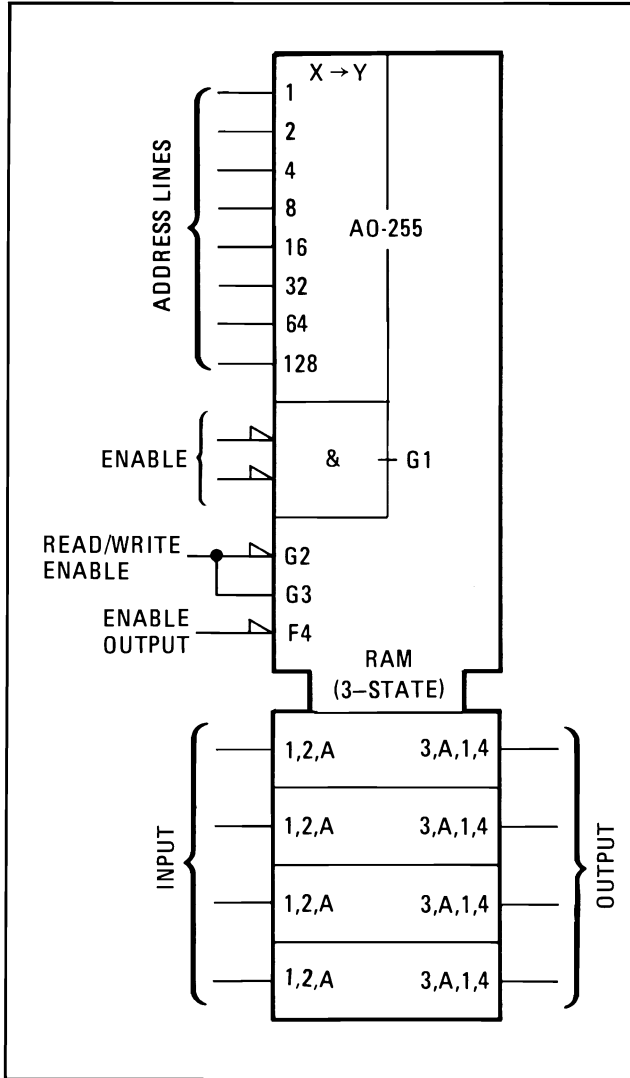 X → Y
ADDRESS LINES
1
2
4
8
16
32
64
128
AO-255
ENABLE
&
G1
READ/WRITE
ENABLE
G2
G3
ENABLE
OUTPUT
F4
RAM
(3–STATE)
INPUT
1,2,A 3,A,1,4
1,2,A 3,A,1,4
1,2,A 3,A,1,4
1,2,A 3,A,1,4
OUTPUT